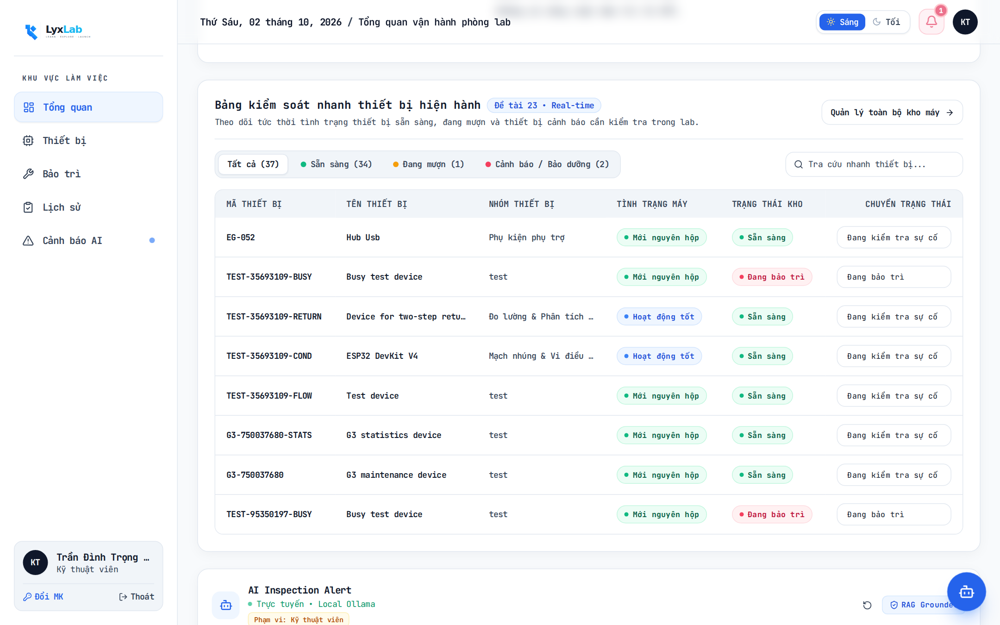 LyxLab
LEARN · EXPLORE · LAUNCH
KHU VỰC LÀM VIỆC
Tổng quan
Thiết bị
Bảo trì
Lịch sử
Cảnh báo AI
KT
Trần Đình Trọng …
Kỹ thuật viên
Đổi MK
Thoát
Thứ Sáu, 02 tháng 10, 2026 / Tổng quan vận hành phòng lab
Sáng
Tối
1
KT
Bảng kiểm soát nhanh thiết bị hiện hành
Đề tài 23 • Real-time
Theo dõi tức thời tình trạng thiết bị sẵn sàng, đang mượn và thiết bị cảnh báo cần kiểm tra trong lab.
Quản lý toàn bộ kho máy →
Tất cả (37)
Sẵn sàng (34)
Đang mượn (1)
Cảnh báo / Bảo dưỡng (2)
Tra cứu nhanh thiết bị...
MÃ THIẾT BỊ TÊN THIẾT BỊ NHÓM THIẾT BỊ TÌNH TRẠNG MÁY TRẠNG THÁI KHO CHUYỂN TRẠNG THÁI
EG-052 Hub Usb Phụ kiện phụ trợ Mới nguyên hộp Sẵn sàng Đang kiểm tra sự cố
TEST-35693109-BUSY Busy test device test Mới nguyên hộp Đang bảo trì Đang bảo trì
TEST-35693109-RETURN Device for two-step retu… Đo lường & Phân tích … Hoạt động tốt Sẵn sàng Đang kiểm tra sự cố
TEST-35693109-COND ESP32 DevKit V4 Mạch nhúng & Vi điều … Hoạt động tốt Sẵn sàng Đang kiểm tra sự cố
TEST-35693109-FLOW Test device test Mới nguyên hộp Sẵn sàng Đang kiểm tra sự cố
G3-750037680-STATS G3 statistics device test Mới nguyên hộp Sẵn sàng Đang kiểm tra sự cố
G3-750037680 G3 maintenance device test Mới nguyên hộp Sẵn sàng Đang kiểm tra sự cố
TEST-95350197-BUSY Busy test device test Mới nguyên hộp Đang bảo trì Đang bảo trì
AI Inspection Alert
Trực tuyến • Local Ollama
Phạm vi: Kỹ thuật viên
RAG